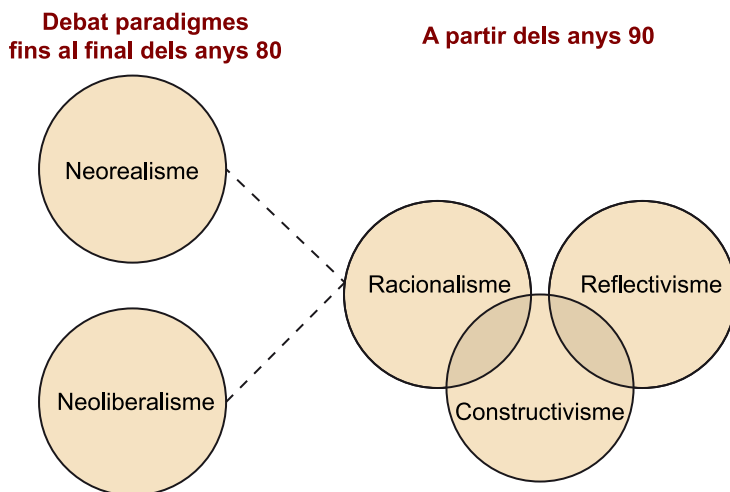 Debat paradigmes
fins al final dels anys 80
A partir dels anys 90
Neorealisme
Neoliberalisme
Racionalisme
Reflectivisme
Constructivisme